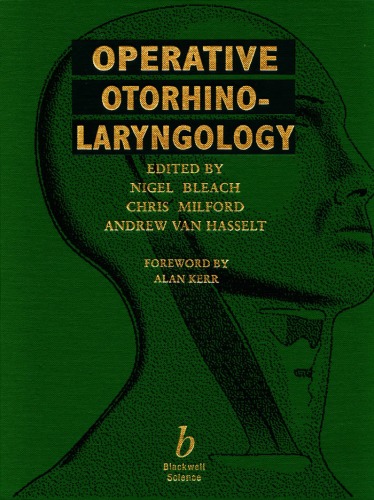 OPERATIVE
OTORHINO-
LARYNGOLOGY
EDITED BY
NIGEL BLEACH
CHRIS MILFORD
ANDREW VAN HASSELT
FOREWORD BY
ALAN KERR
b
Blackwell
Science